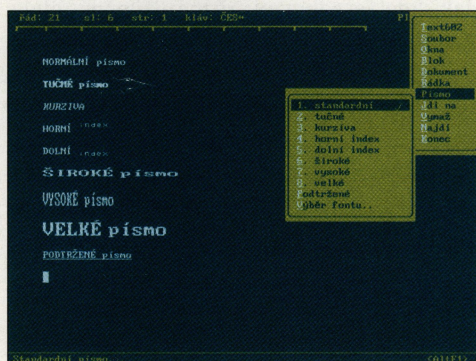 Řád: 21 sl: 6 str: 1 kláv: ČES
NORMÁLNÍ písmo
TUČNÉ písmo
KURZIVA
HORNÍ index
DOLNÍ index
ŠIROKÉ písmo
VYSOKÉ písmo
VELKÉ písmo
PODTRŽENÉ písmo
Text602
Soubor
Okna
Blok
Dokument
Řádka
Písmo
Jdi na
Vymaž
Najdi
Konec
1. standardní √
2. tučné
3. kurzíva
4. horní index
5. dolní index
6. široké
7. vysoké
8. velké
Podtržené
Výběr fontu..
Standardní písmo
(Alt+F1)